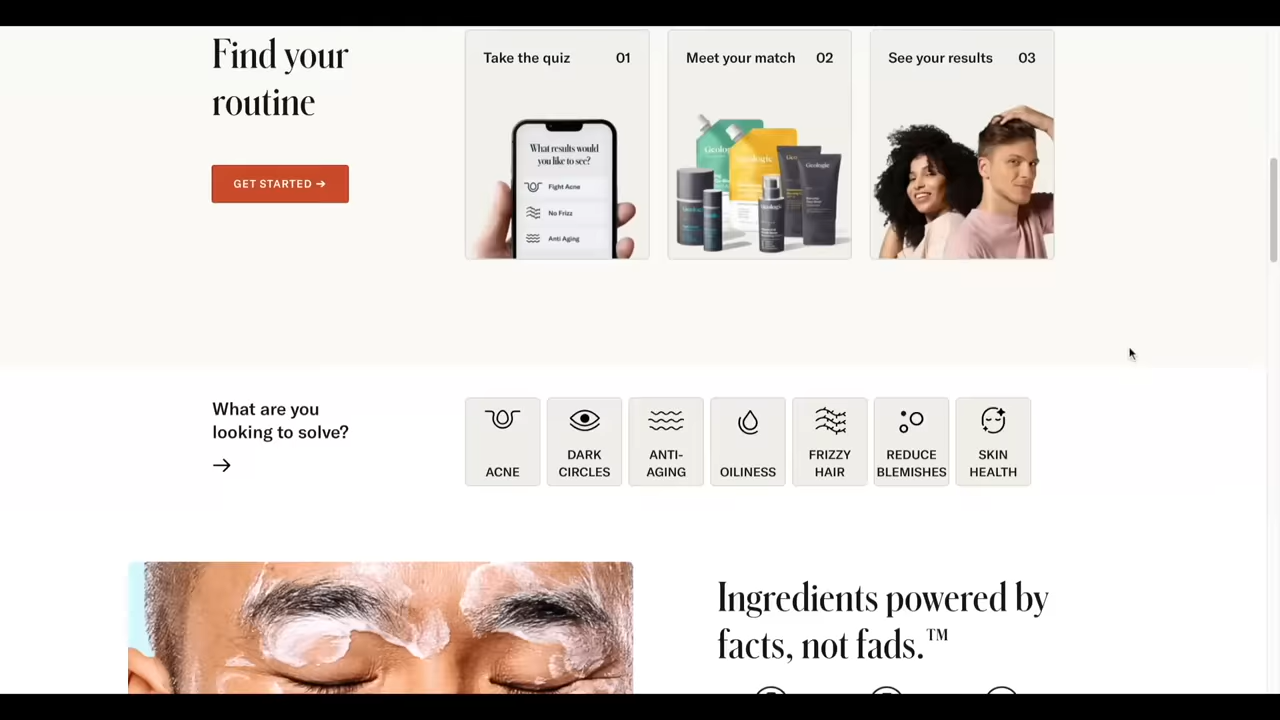 Find your
routine
GET STARTED →
Take the quiz 01
What results would
you like to see?
Fight Acne
No Frizz
Anti Aging
Meet your match 02
Geologie
See your results 03
What are you
looking to solve?
→
ACNE
DARK
CIRCLES
ANTI-
AGING
OILINESS
FRIZZY
HAIR
REDUCE
BLEMISHES
SKIN
HEALTH
Ingredients powered by
facts, not fads.™